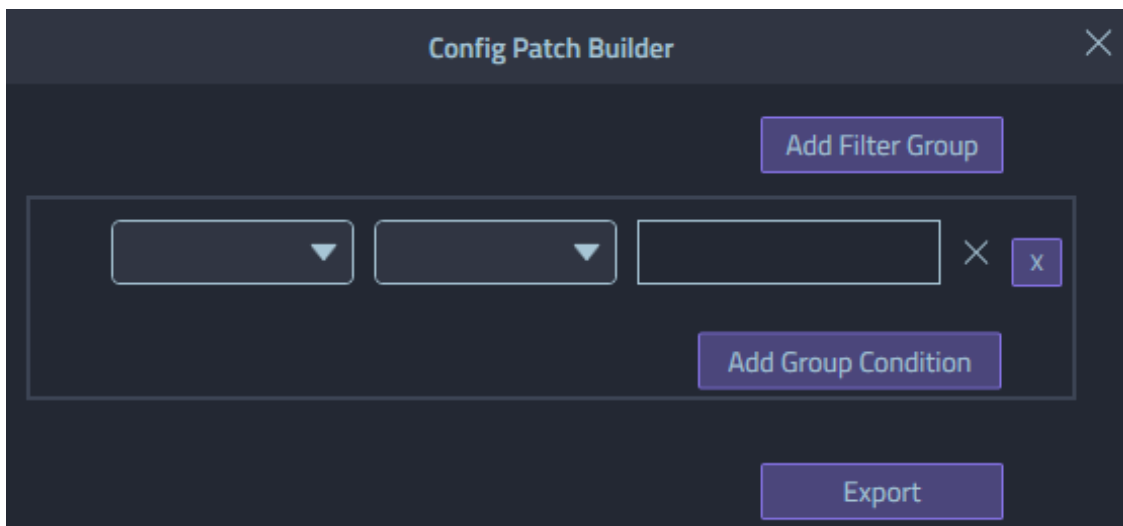 Config Patch Builder
Add Filter Group
x
Add Group Condition
Export